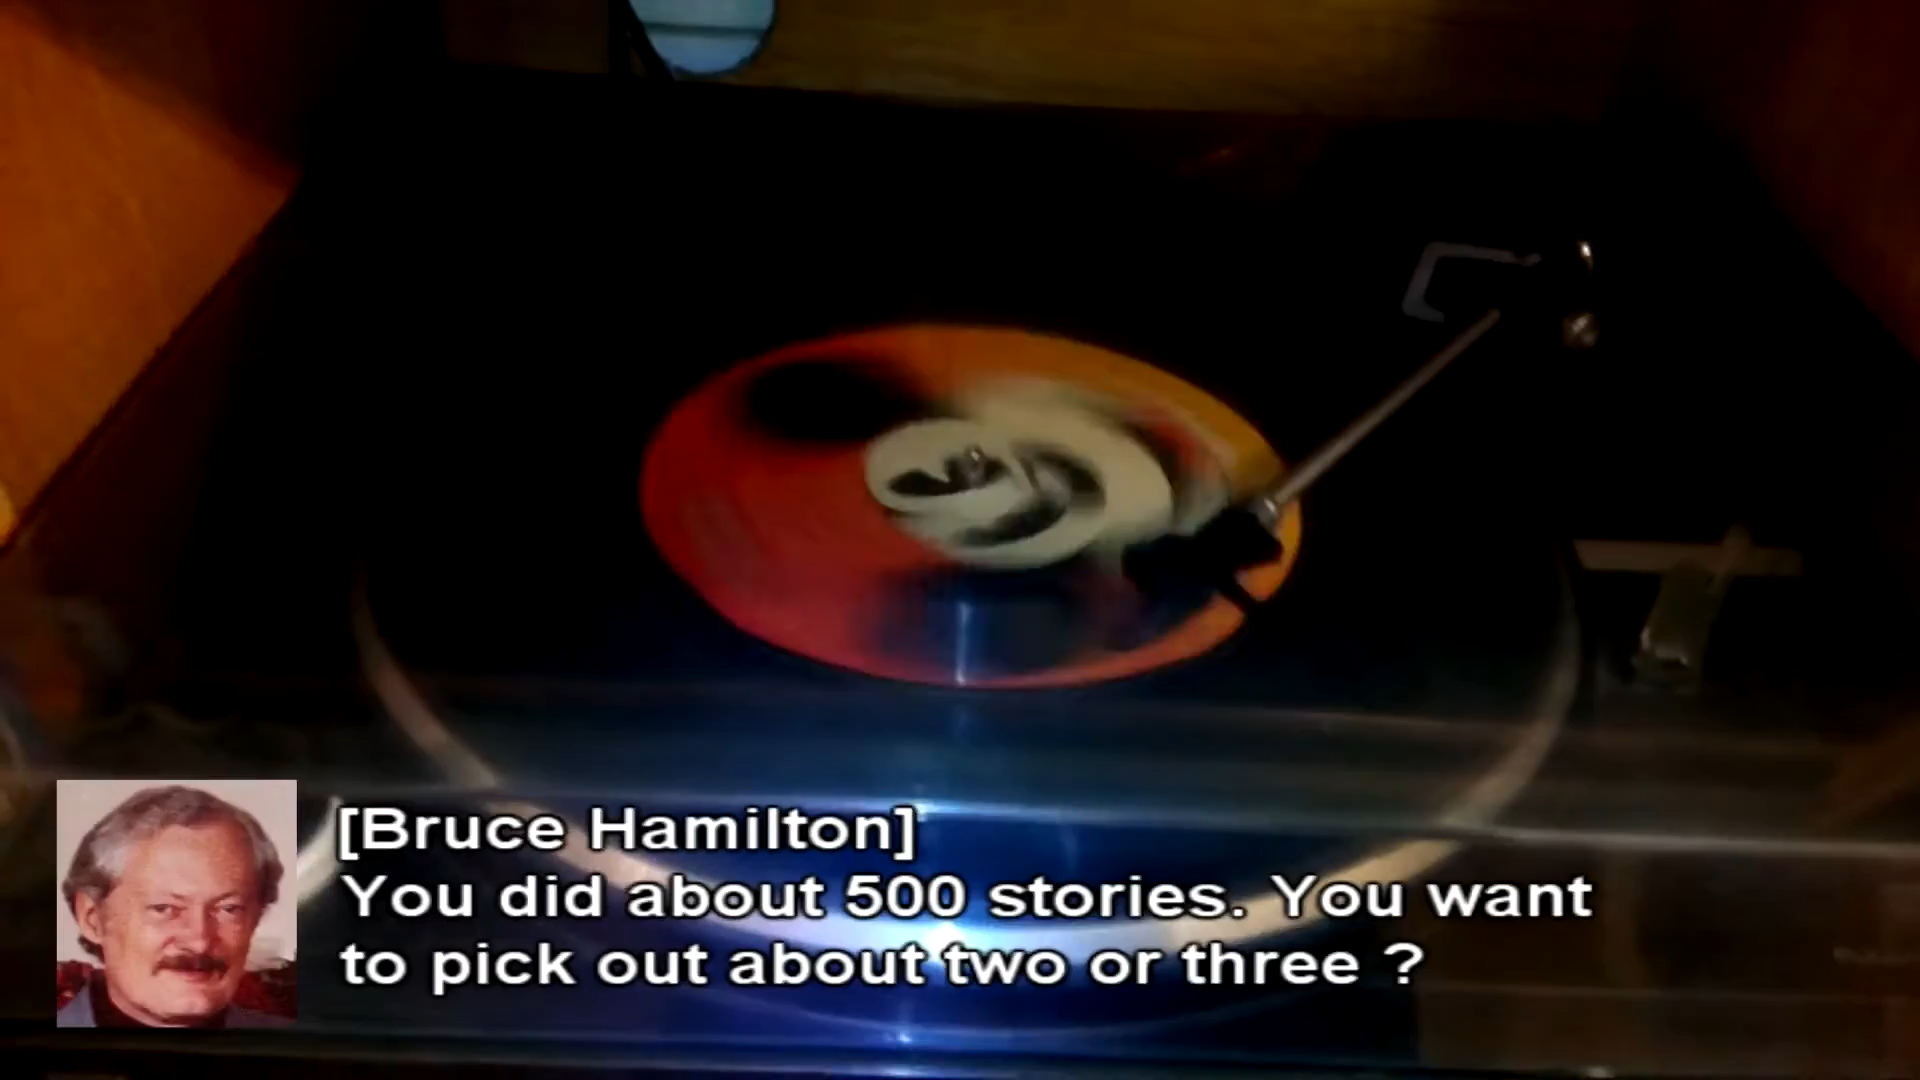 [Bruce Hamilton]
You did about 500 stories. You want
to pick out about two or three ?